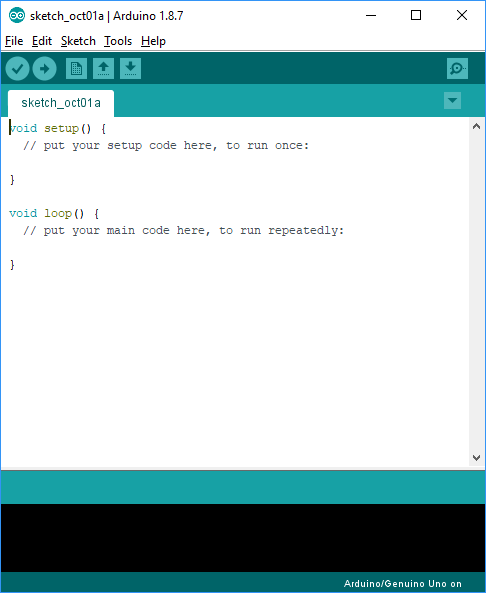 sketch_oct01a | Arduino 1.8.7
File Edit Sketch Tools Help
sketch_oct01a
void setup() {
  // put your setup code here, to run once:
}
void loop() {
  // put your main code here, to run repeatedly:
}
Arduino/Genuino Uno on